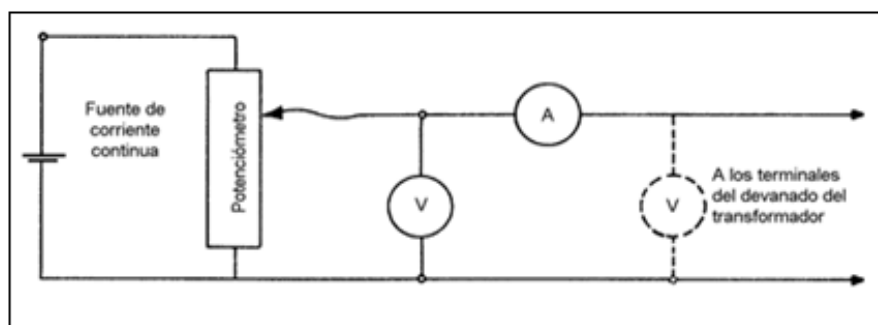 Fuente de
corriente
continua
Potenciómetro
A
V
V
A los terminales
del devanado del
transformador